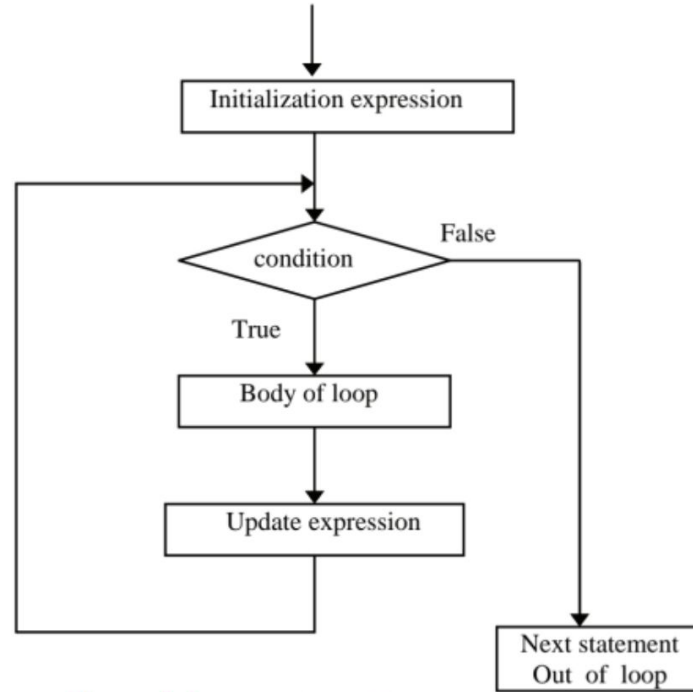 Initialization expression
False
condition
True
Body of loop
Update expression
Next statement
Out of loop